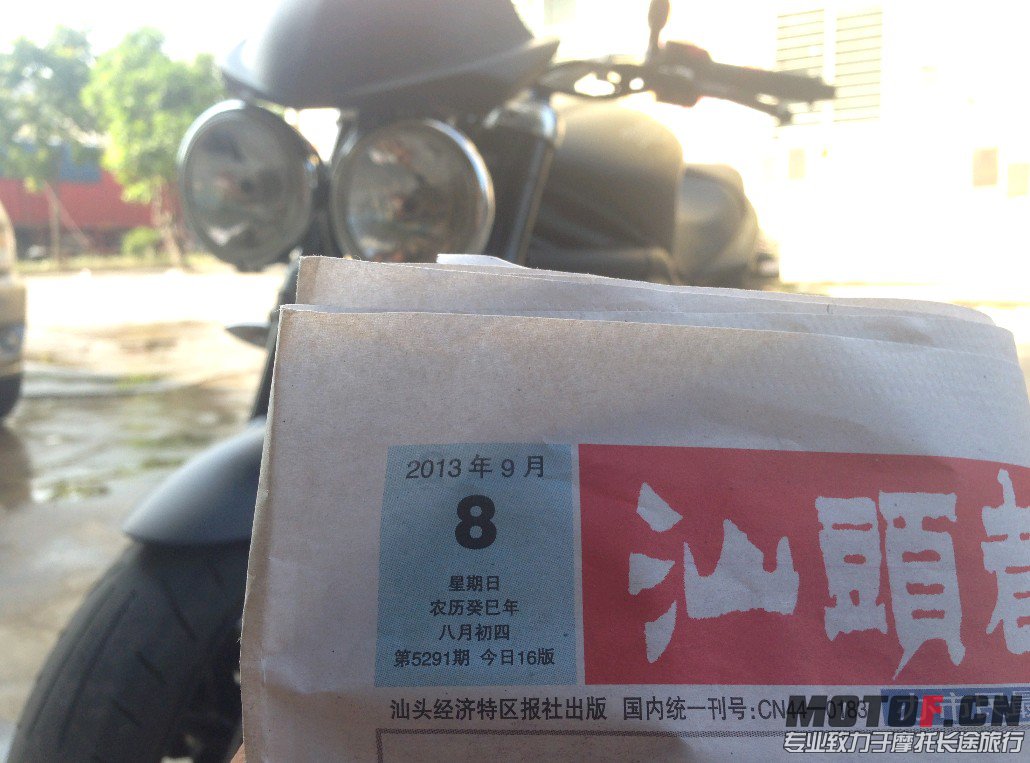 2013年9月
8
星期日
农历癸巳年
八月初四
第5291期 今日16版
汕頭
汕头经济特区报社出版 国内统一刊号:CN44-0183
MOTOF.CN
专业致力于摩托长途旅行